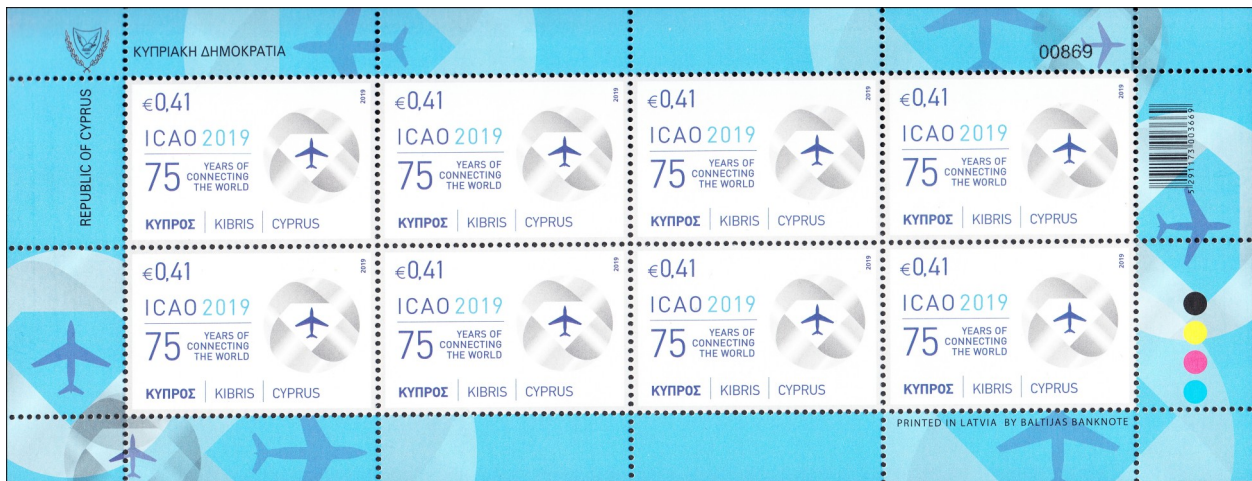 ΚΥΠΡΙΑΚΗ ΔΗΜΟΚΡΑΤΙΑ
00869
REPUBLIC OF CYPRUS
€0,41
2019
ICAO 2019
75 YEARS OF
CONNECTING
THE WORLD
ΚΥΠΡΟΣ | KIBRIS | CYPRUS
€0,41
2019
ICAO 2019
75 YEARS OF
CONNECTING
THE WORLD
ΚΥΠΡΟΣ | KIBRIS | CYPRUS
€0,41
2019
ICAO 2019
75 YEARS OF
CONNECTING
THE WORLD
ΚΥΠΡΟΣ | KIBRIS | CYPRUS
€0,41
2019
ICAO 2019
75 YEARS OF
CONNECTING
THE WORLD
ΚΥΠΡΟΣ | KIBRIS | CYPRUS
5 291173 003669
€0,41
2019
ICAO 2019
75 YEARS OF
CONNECTING
THE WORLD
ΚΥΠΡΟΣ | KIBRIS | CYPRUS
€0,41
2019
ICAO 2019
75 YEARS OF
CONNECTING
THE WORLD
ΚΥΠΡΟΣ | KIBRIS | CYPRUS
€0,41
2019
ICAO 2019
75 YEARS OF
CONNECTING
THE WORLD
ΚΥΠΡΟΣ | KIBRIS | CYPRUS
€0,41
2019
ICAO 2019
75 YEARS OF
CONNECTING
THE WORLD
ΚΥΠΡΟΣ | KIBRIS | CYPRUS
PRINTED IN LATVIA BY BALTIJAS BANKNOTE